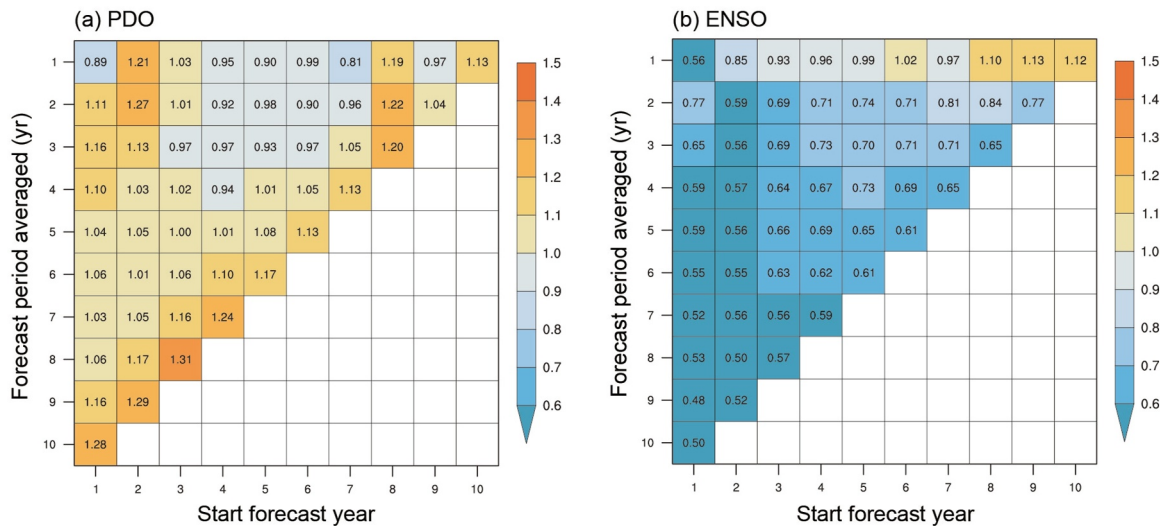 (a) PDO
Forecast period averaged (yr)
1 0.89 1.21 1.03 0.95 0.90 0.99 0.81 1.19 0.97 1.13
2 1.11 1.27 1.01 0.92 0.98 0.90 0.96 1.22 1.04
3 1.16 1.13 0.97 0.97 0.93 0.97 1.05 1.20
4 1.10 1.03 1.02 0.94 1.01 1.05 1.13
5 1.04 1.05 1.00 1.01 1.08 1.13
6 1.06 1.01 1.06 1.10 1.17
7 1.03 1.05 1.16 1.24
8 1.06 1.17 1.31
9 1.16 1.29
10 1.28
1 2 3 4 5 6 7 8 9 10
Start forecast year
1.5
1.4
1.3
1.2
1.1
1.0
0.9
0.8
0.7
0.6
(b) ENSO
Forecast period averaged (yr)
1 0.56 0.85 0.93 0.96 0.99 1.02 0.97 1.10 1.13 1.12
2 0.77 0.59 0.69 0.71 0.74 0.71 0.81 0.84 0.77
3 0.65 0.56 0.69 0.73 0.70 0.71 0.71 0.65
4 0.59 0.57 0.64 0.67 0.73 0.69 0.65
5 0.59 0.56 0.66 0.69 0.65 0.61
6 0.55 0.55 0.63 0.62 0.61
7 0.52 0.56 0.56 0.59
8 0.53 0.50 0.57
9 0.48 0.52
10 0.50
1 2 3 4 5 6 7 8 9 10
Start forecast year
1.5
1.4
1.3
1.2
1.1
1.0
0.9
0.8
0.7
0.6